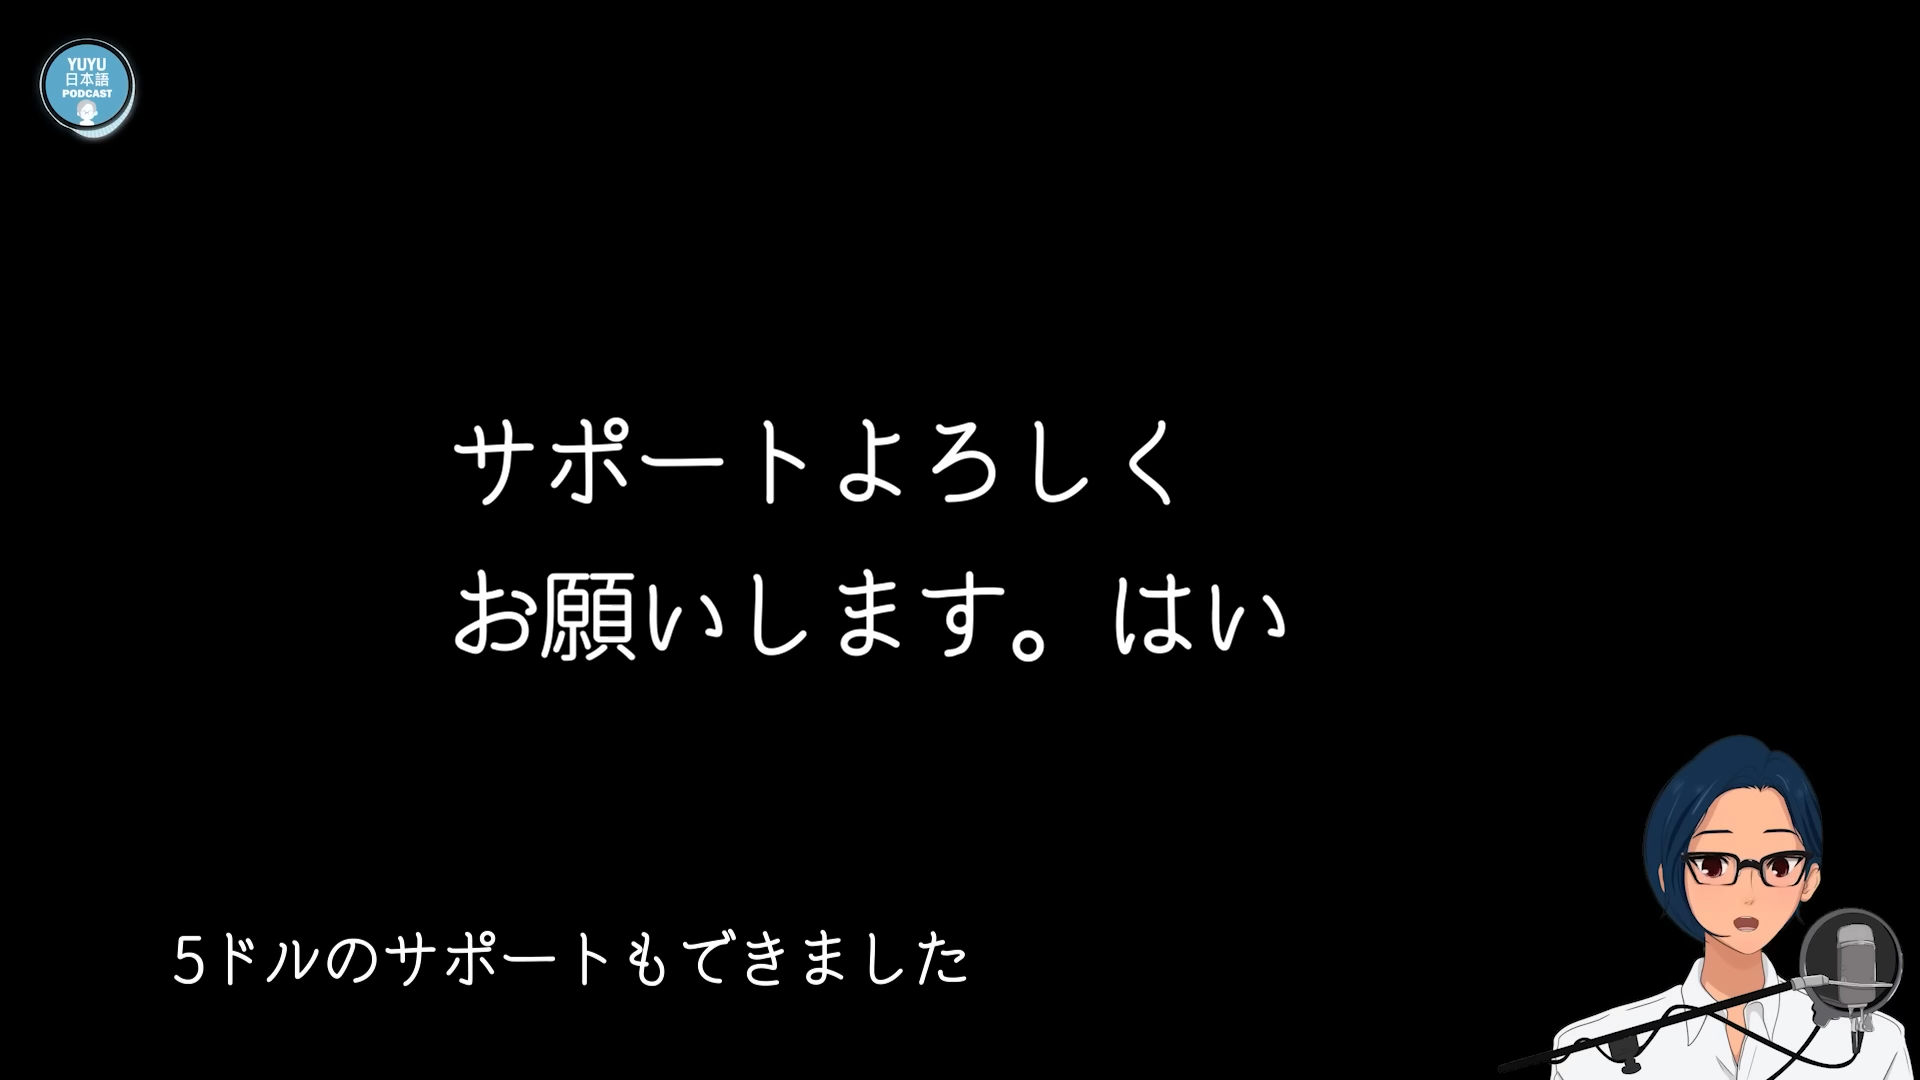 YUYU
日本語
PODCAST
サポートよろしく
お願いします。はい
5ドルのサポートもできました